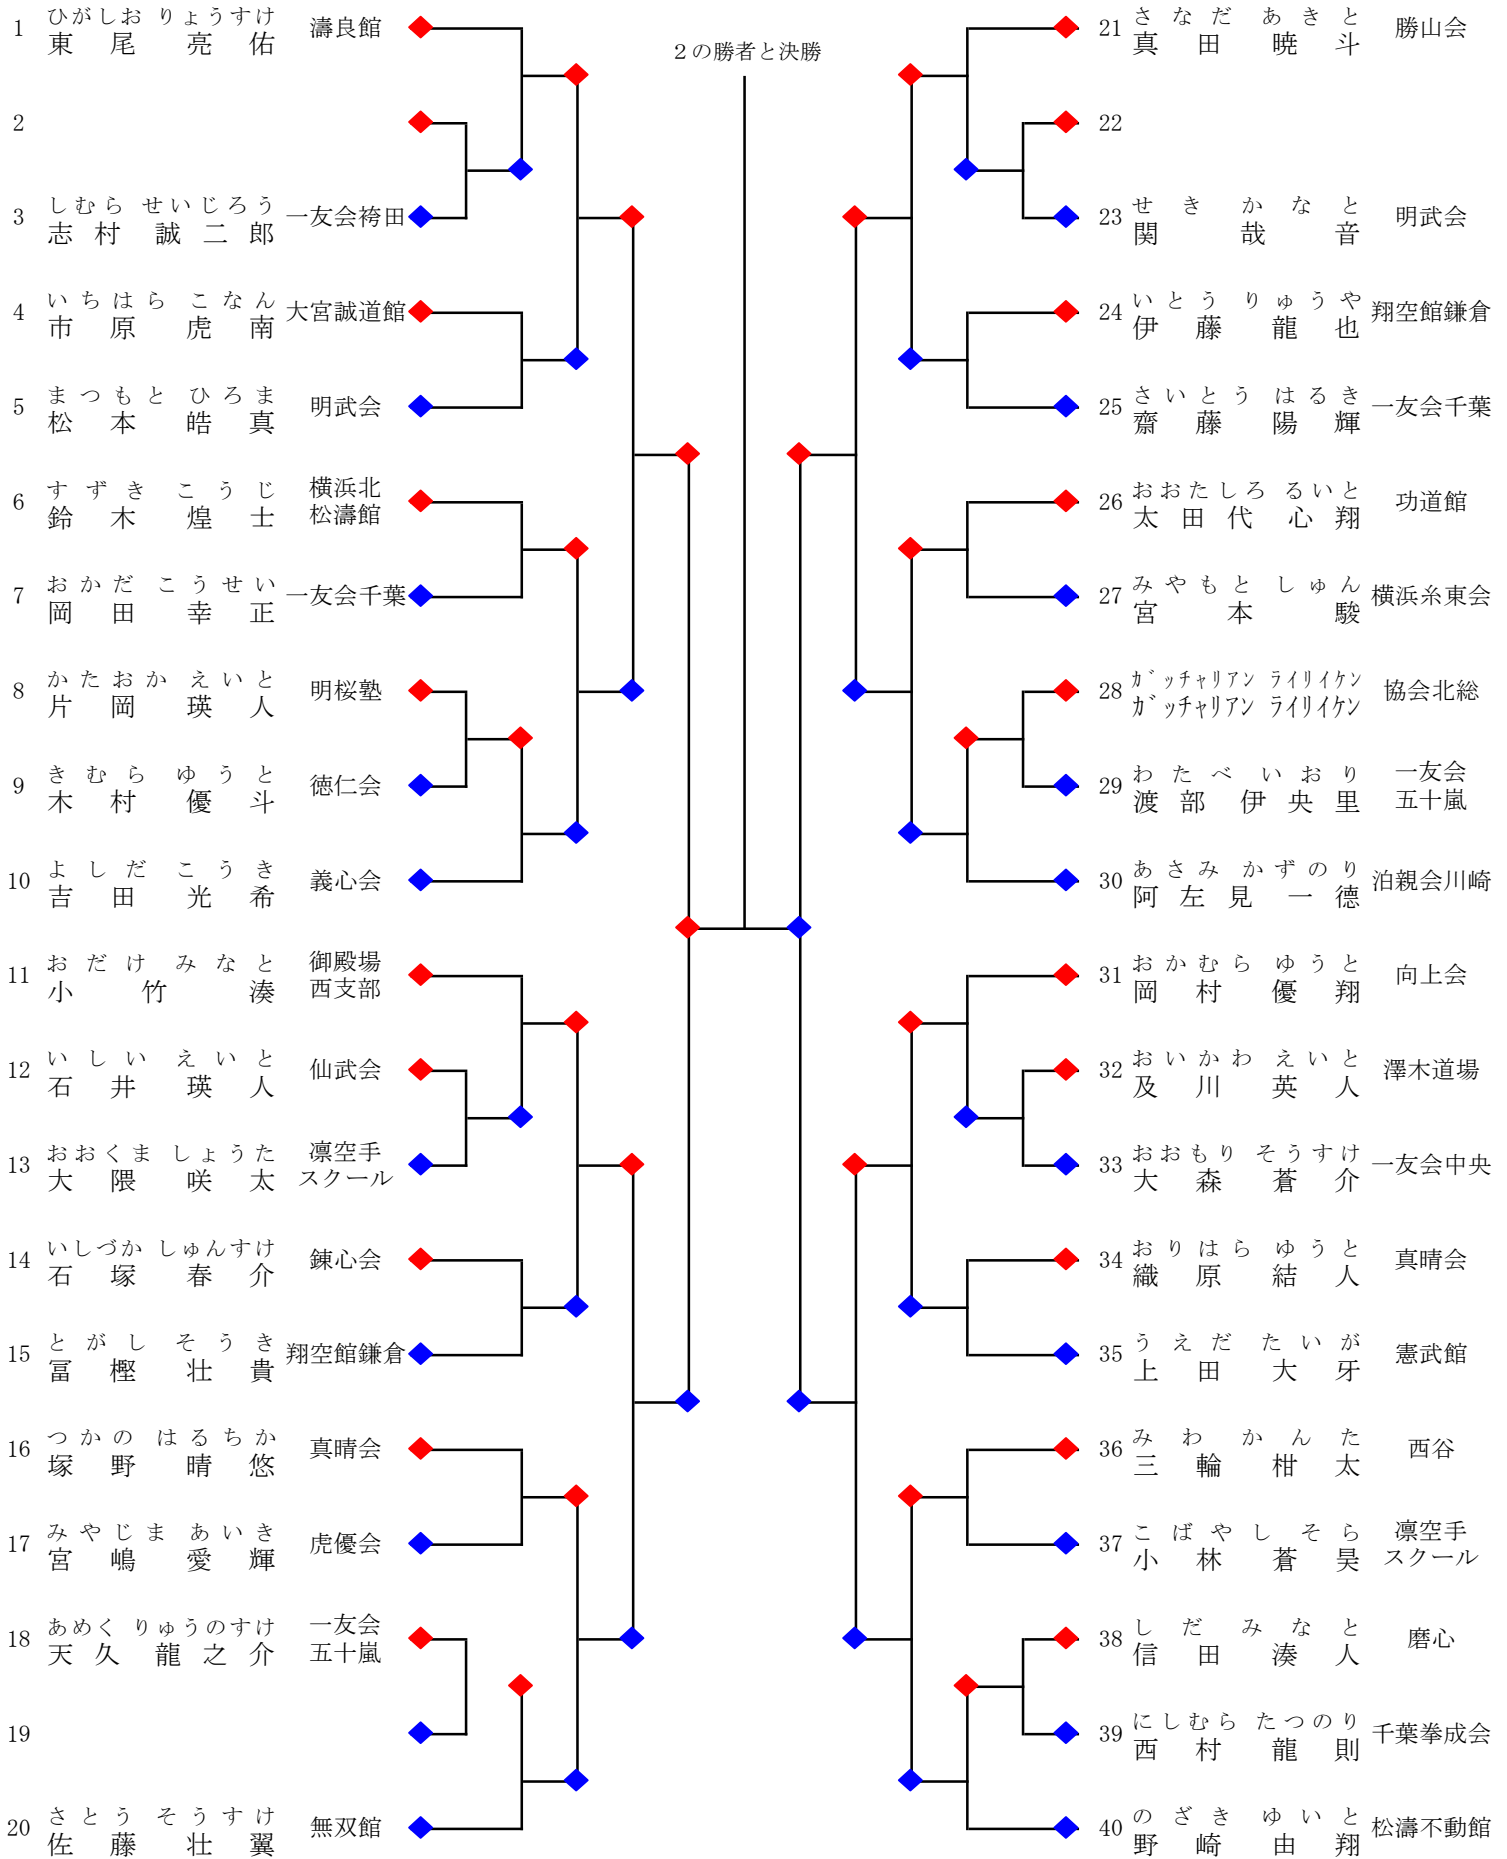 ２の勝者と決勝
1 ひがしお りょうすけ 濤良館
東尾 亮佑
2
3 しむら せいじろう 一友会袴田
志村 誠二郎
4 いちはら こなん 大宮誠道館
市原 虎南
5 まつもと ひろま 明武会
松本 皓真
6 すずき こうじ 横浜北
鈴木 煌士 松濤館
7 おかだ こうせい 一友会千葉
岡田 幸正
8 かたおか えいと 明桜塾
片岡 瑛人
9 きむら ゆうと 徳仁会
木村 優斗
10 よしだ こうき 義心会
吉田 光希
11 おだけ みなと 御殿場
小竹 湊 西支部
12 いしい えいと 仙武会
石井 瑛人
13 おおくま しょうた 凛空手
大隈 咲太 スクール
14 いしづか しゅんすけ 錬心会
石塚 春介
15 とがし そうき 翔空館鎌倉
冨樫 壮貴
16 つかの はるちか 真晴会
塚野 晴悠
17 みやじま あいき 虎優会
宮嶋 愛輝
18 あめく りゅうのすけ 一友会
天久 龍之介 五十嵐
19
20 さとう そうすけ 無双館
佐藤 壮翼
21 さなだ あきと 勝山会
真田 暁斗
22
23 せき かなと 明武会
関 哉音
24 いとう りゅうや 翔空館鎌倉
伊藤 龍也
25 さいとう はるき 一友会千葉
齋藤 陽輝
26 おおたしろ るいと 功道館
太田代 心翔
27 みやもと しゅん 横浜糸東会
宮本 駿
28 ｶﾞｯチャリアン ライリイケン 協会北総
ｶﾞｯチャリアン ライリイケン
29 わたべ いおり 一友会
渡部 伊央里 五十嵐
30 あさみ かずのり 泊親会川崎
阿左見 一德
31 おかむら ゆうと 向上会
岡村 優翔
32 おいかわ えいと 澤木道場
及川 英人
33 おおもり そうすけ 一友会中央
大森 蒼介
34 おりはら ゆうと 真晴会
織原 結人
35 うえだ たいが 憲武館
上田 大牙
36 みわ かんた 西谷
三輪 柑太
37 こばやし そら 凛空手
小林 蒼昊 スクール
38 しだ みなと 磨心
信田 湊人
39 にしむら たつのり 千葉拳成会
西村 龍則
40 のざき ゆいと 松濤不動館
野崎 由翔